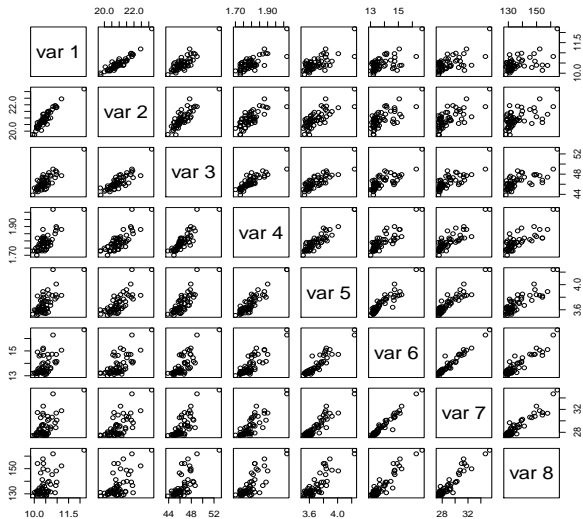 20.0 22.0 1.70 1.90 13 15 130 150
var 1
10.0 10.5 11.5
20.0 22.0
var 2
var 3
44 48 52
1.70 1.90
var 4
var 5
3.6 4.0
13 15
var 6
var 7
28 32
130 150
var 8
10.0 11.5 44 48 52 3.6 4.0 28 32